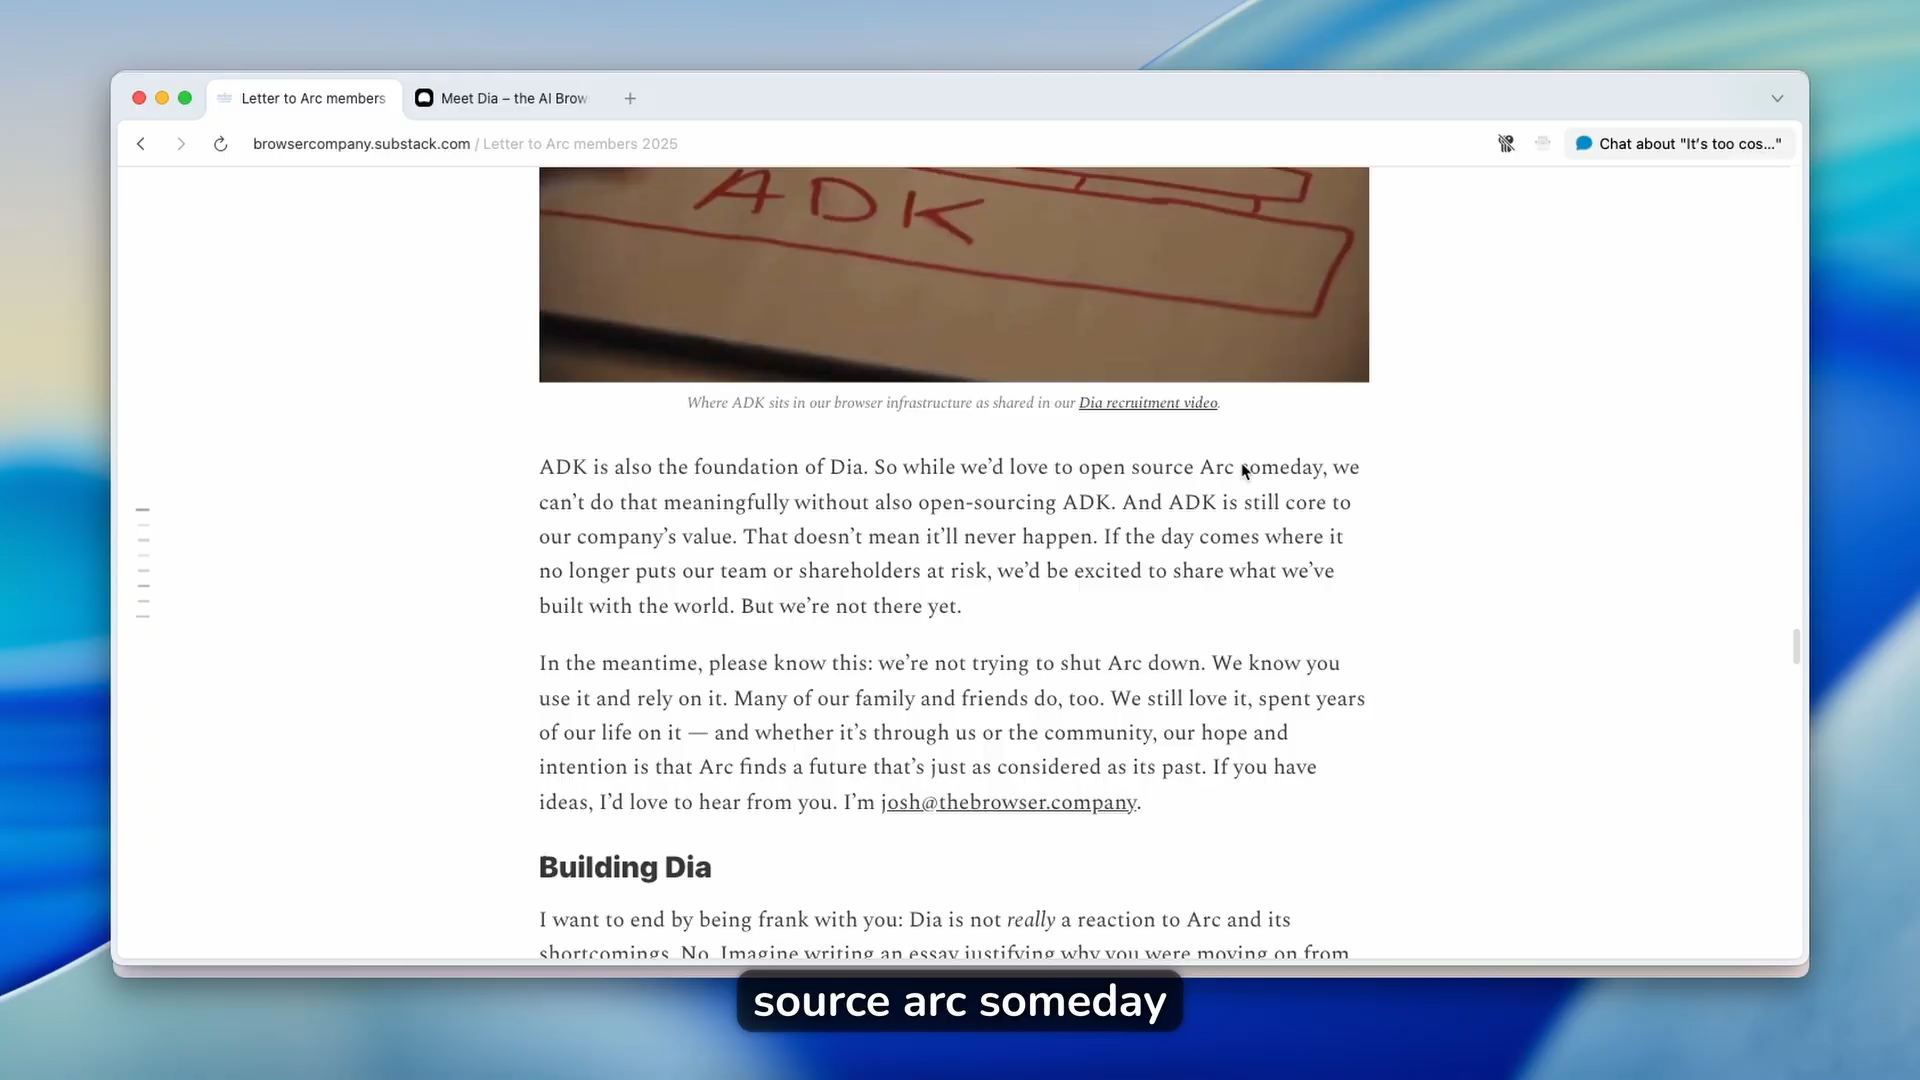 Letter to Arc members
Meet Dia – the AI Brow
browsercompany.substack.com / Letter to Arc members 2025
Chat about "It's too cos..."
ADK
Where ADK sits in our browser infrastructure as shared in our Dia recruitment video.
ADK is also the foundation of Dia. So while we’d love to open source Arc someday, we
can’t do that meaningfully without also open-sourcing ADK. And ADK is still core to
our company’s value. That doesn’t mean it’ll never happen. If the day comes where it
no longer puts our team or shareholders at risk, we’d be excited to share what we’ve
built with the world. But we’re not there yet.
In the meantime, please know this: we’re not trying to shut Arc down. We know you
use it and rely on it. Many of our family and friends do, too. We still love it, spent years
of our life on it — and whether it’s through us or the community, our hope and
intention is that Arc finds a future that’s just as considered as its past. If you have
ideas, I’d love to hear from you. I’m josh@thebrowser.company.
Building Dia
I want to end by being frank with you: Dia is not really a reaction to Arc and its
shortcomings. No. Imagine writing an essay justifying why you were moving on from
source arc someday